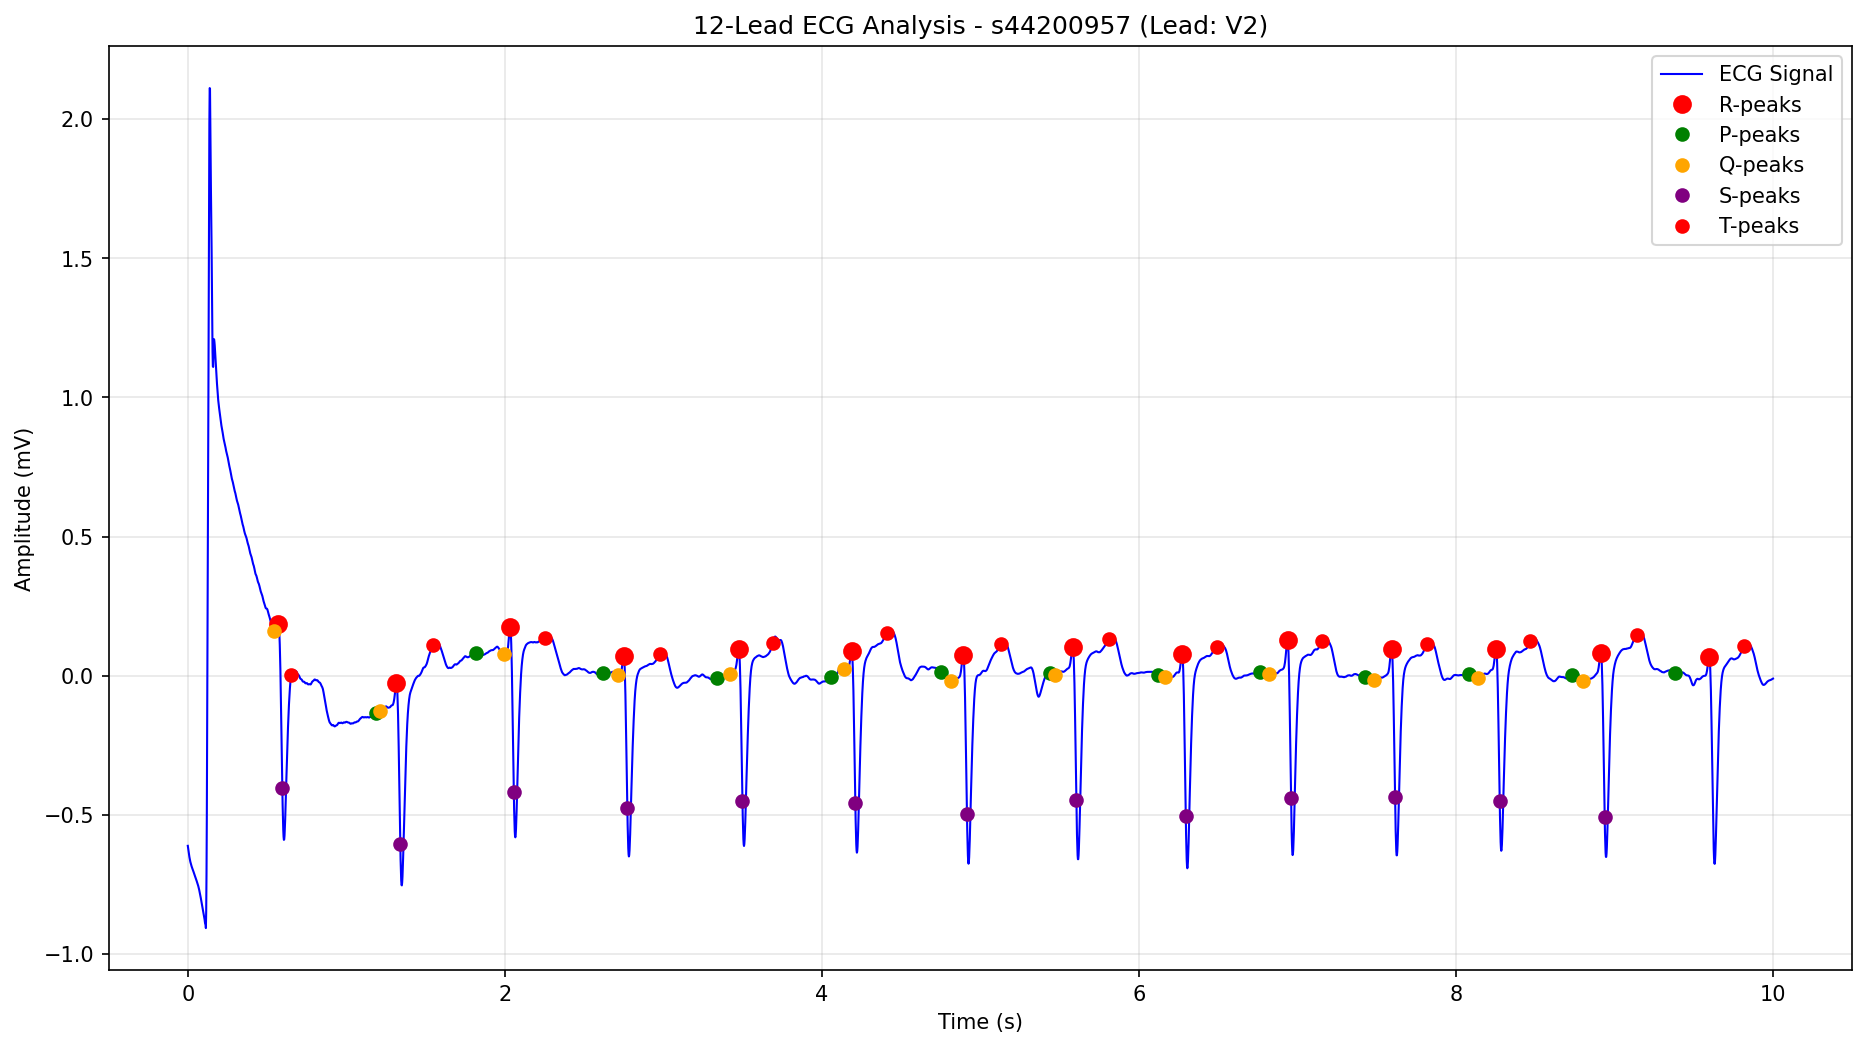 12-Lead ECG Analysis - s44200957 (Lead: V2)
ECG Signal
R-peaks
P-peaks
Q-peaks
S-peaks
T-peaks
Amplitude (mV)
2.0
1.5
1.0
0.5
0.0
−0.5
−1.0
0 2 4 6 8 10
Time (s)